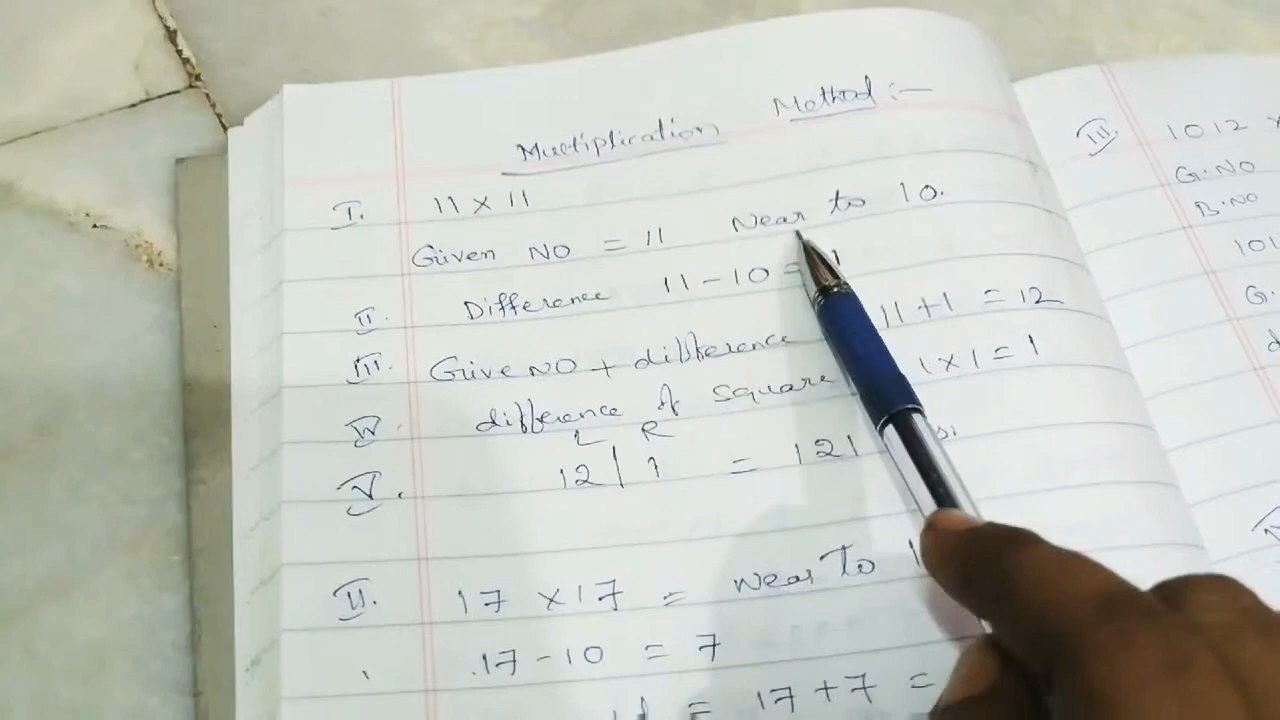 Multiplication Method :-
I. 11 x 11
Given NO = 11 Near to 10.
II. Difference 11 - 10 = 1
III. Give NO + difference 11 + 1 = 12
IV. difference of square 1 x 1 = 1
L R
V. 12 | 1 = 121
II. 17 x 17 = Near to
17 - 10 = 7
= 17 + 7 =
III 1012 x
G.NO
B.NO
101
G.